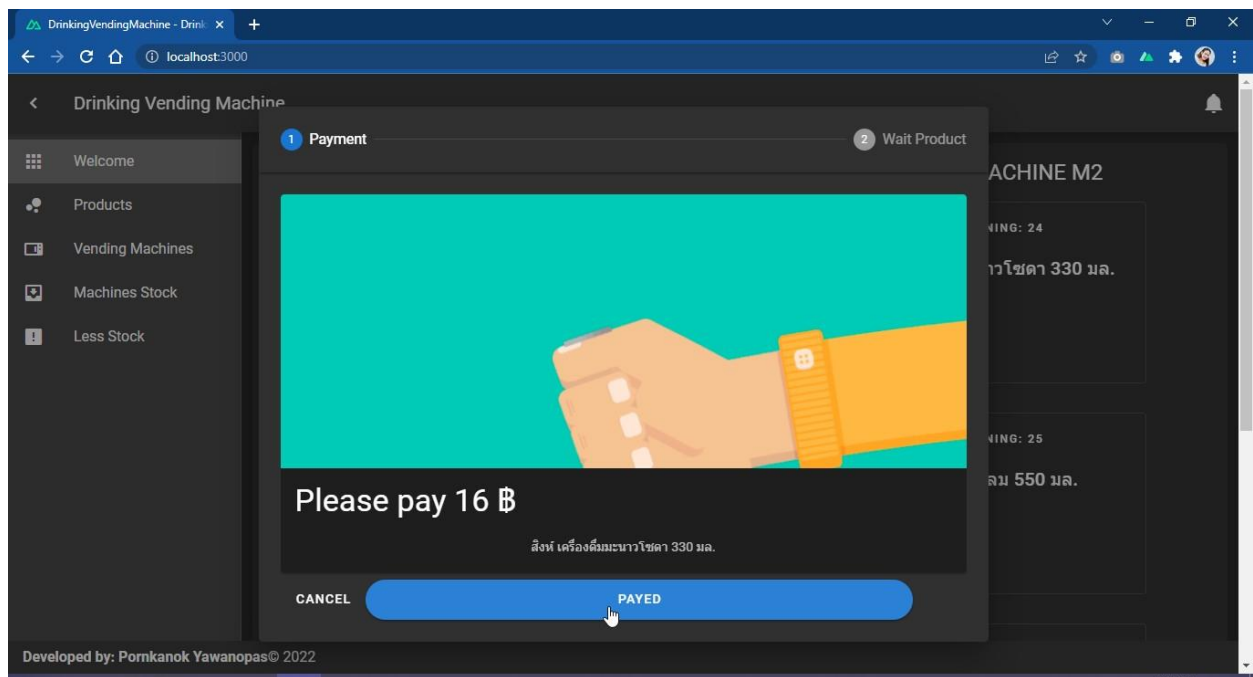 DrinkingVendingMachine - Drink
localhost:3000
Drinking Vending Machine
1 Payment
2 Wait Product
Welcome
Products
Vending Machines
Machines Stock
Less Stock
ACHINE M2
NING: 24
าวโซดา 330 มล.
NING: 25
ลม 550 มล.
Please pay 16 ฿
สิงห์ เครื่องดื่มมะนาวโซดา 330 มล.
CANCEL
PAYED
Developed by: Pornkanok Yawanopas© 2022